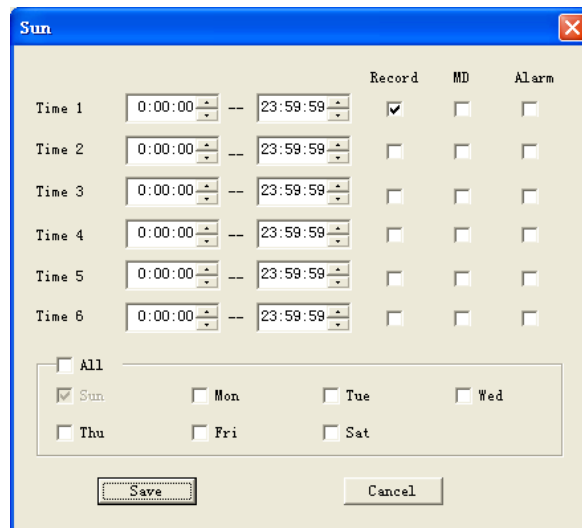 Sun
Record MD Alarm
Time 1 0:00:00 -- 23:59:59
Time 2 0:00:00 -- 23:59:59
Time 3 0:00:00 -- 23:59:59
Time 4 0:00:00 -- 23:59:59
Time 5 0:00:00 -- 23:59:59
Time 6 0:00:00 -- 23:59:59
All
Sun Mon Tue Wed
Thu Fri Sat
Save Cancel